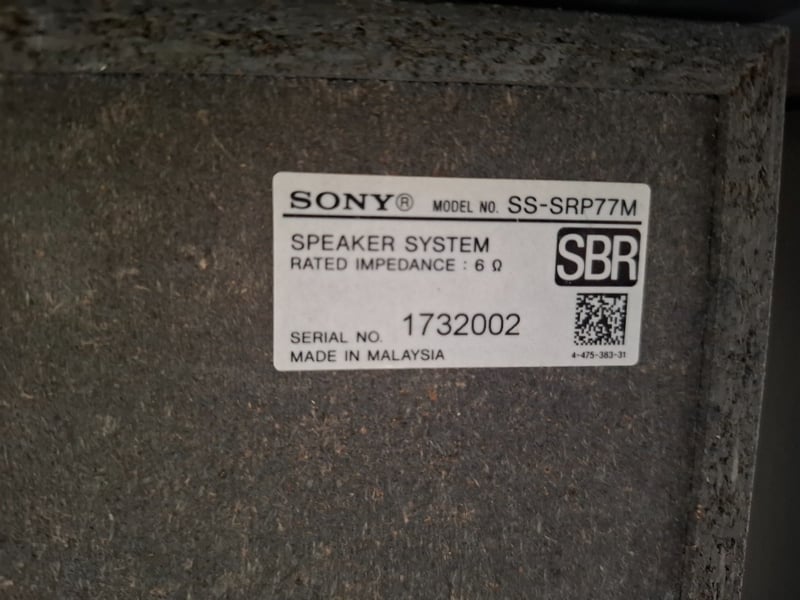 SONY® MODEL NO. SS-SRP77M
SPEAKER SYSTEM
RATED IMPEDANCE : 6 Ω
SBR
SERIAL NO. 1732002
MADE IN MALAYSIA
4-475-383-31